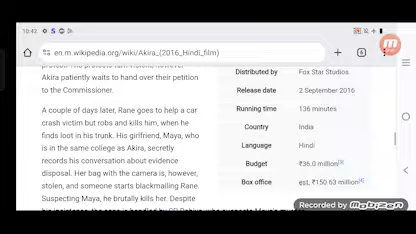 10:43
en.m.wikipedia.org/wiki/Akira_(2016_Hindi_film)
6
Akira patiently waits to hand over their petition
to the Commissioner.
A couple of days later, Rane goes to help a car
crash victim but robs and kills him, when he
finds loot in his trunk. His girlfriend, Maya, who
is in the same college as Akira, secretly
records his conversation about evidence
disposal. Her bag with the camera is, however,
stolen, and someone starts blackmailing Rane.
Suspecting Maya, he brutally kills her. Despite
Distributed by Fox Star Studios
Release date 2 September 2016
Running time 136 minutes
Country India
Language Hindi
Budget ₹36.0 million[3]
Box office est. ₹150.63 million[4]
Recorded by Mobizen